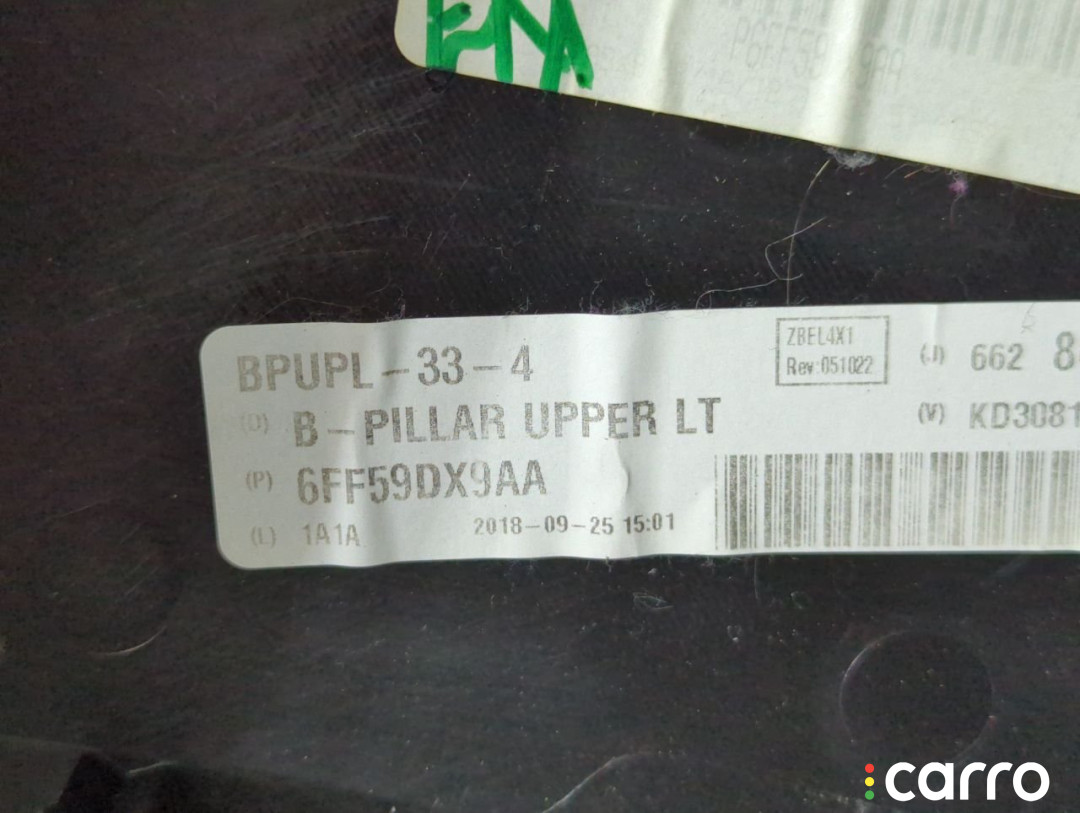 BPUPL-33-4
ZBEL4X1
Rev:051022
(J) 662 8
(D) B-PILLAR UPPER LT
(V) KD3081
(P) 6FF59DX9AA
(L) 1A1A 2018-09-25 15:01
carro